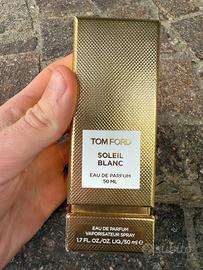 TOM FORD
SOLEIL
BLANC
EAU DE PARFUM
50 ML
EAU DE PARFUM
VAPORISATEUR SPRAY
1.7 FL.OZ./OZ. LIQ/50 ml e
subito